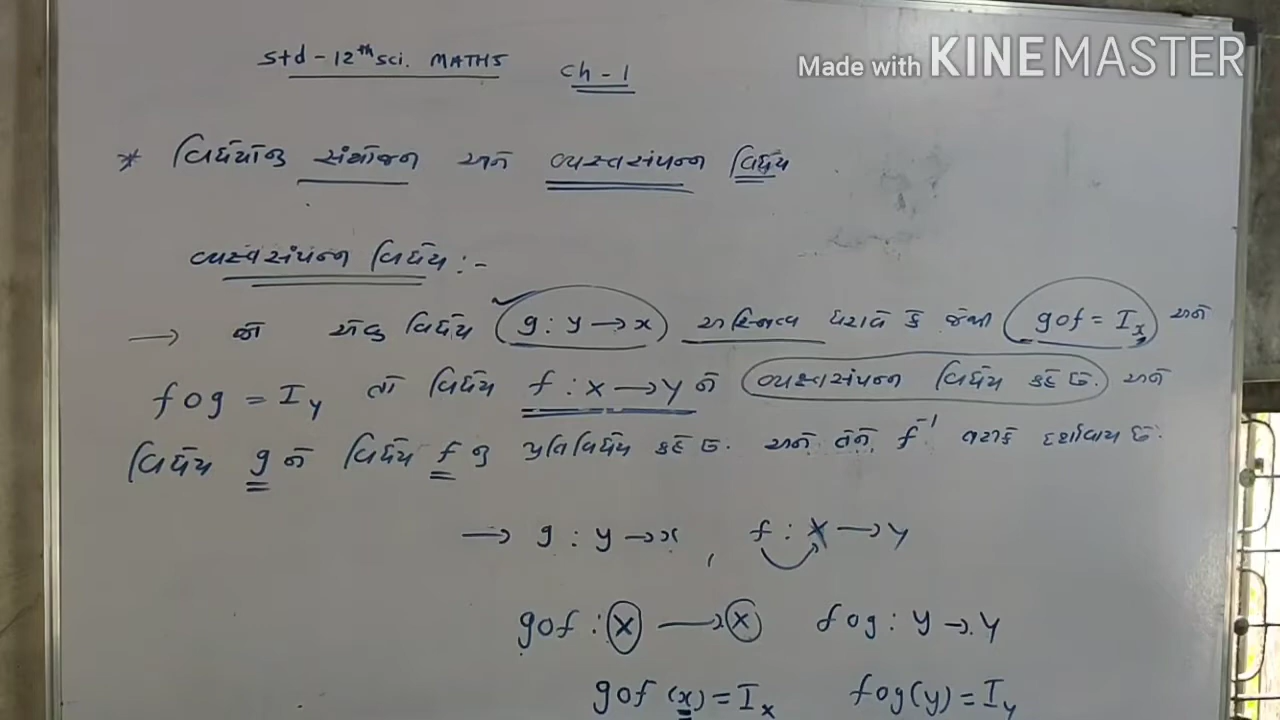 Made with KINEMASTER
Std - 12th sci. MATHS Ch - 1
* વિધેયોનું સંયોજન અને વ્યસ્તસંપન્ન વિધેય
વ્યસ્તસંપન્ન વિધેય :-
→ જો એક વિધેય g : y → x અસ્તિત્વ ધરાવે કે જેથી gof = Ix અને
fog = Iy તો વિધેય f : x → y ને વ્યસ્તસંપન્ન વિધેય કહે છે. અને
વિધેય g ને વિધેય f નું પ્રતિવિધેય કહે છે. અને તેને f⁻¹ વડે દર્શાવાય છે.
→ g : y → x , f : x → y
gof : x → x fog : y → y
gof (x) = Ix fog(y) = Iy